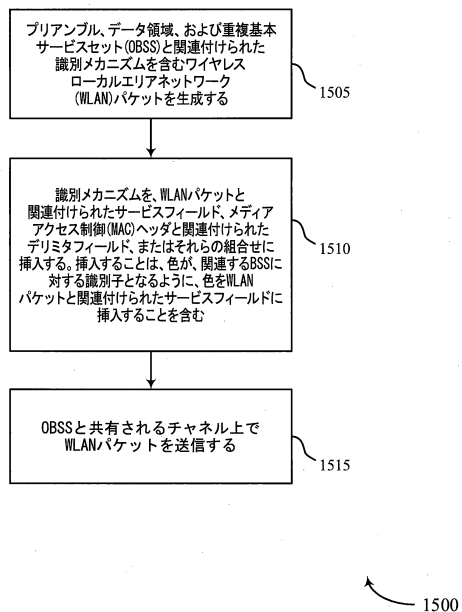 プリアンブル、データ領域、および重複基本
サービスセット(OBSS)と関連付けられた
識別メカニズムを含むワイヤレス
ローカルエリアネットワーク
(WLAN)パケットを生成する
1505
識別メカニズムを、WLANパケットと
関連付けられたサービスフィールド、メディア
アクセス制御(MAC)ヘッダと関連付けられた
デリミタフィールド、またはそれらの組合せに
挿入する。挿入することは、色が、関連するBSSに
対する識別子となるように、色をWLAN
パケットと関連付けられたサービスフィールドに
挿入することを含む
1510
OBSSと共有されるチャネル上で
WLANパケットを送信する
1515
1500